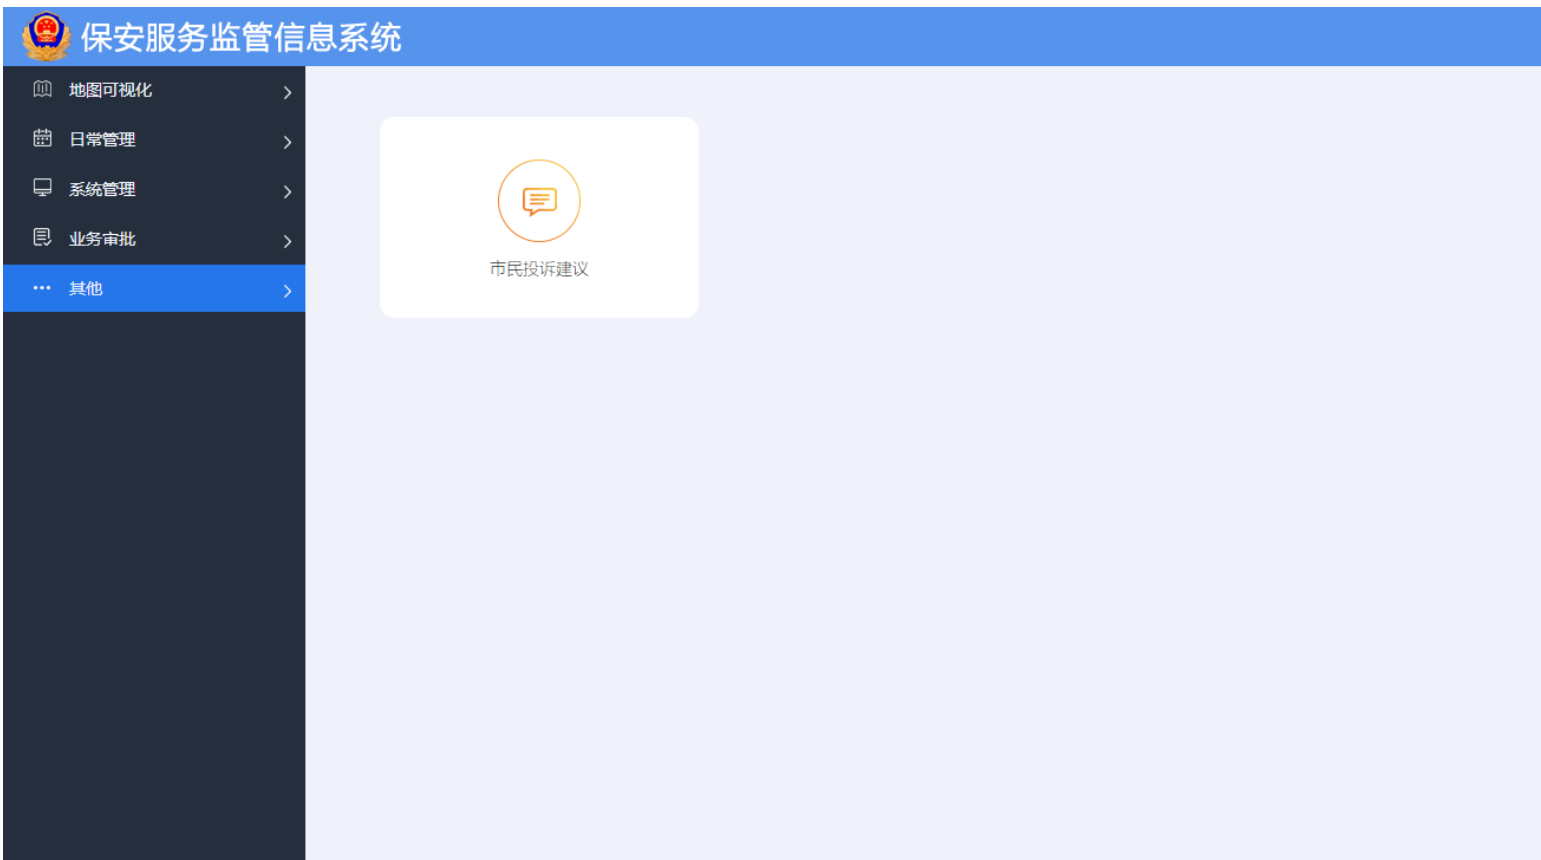 保安服务监管信息系统
地图可视化
日常管理
系统管理
业务审批
其他
市民投诉建议